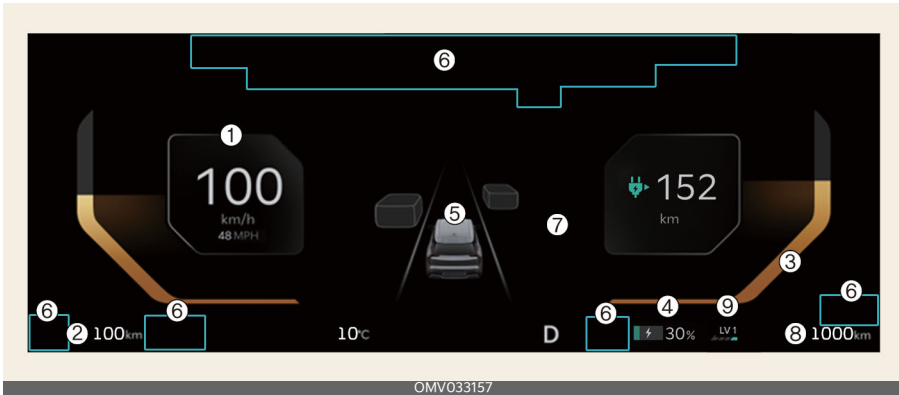 ⑥
①
100
km/h
48 MPH
152
km
⑤
⑦
③
⑥
⑥
④
⑨
⑥
⑥
② 100km
10°C
D
30%
LV 1
⑧ 1000km
OMV033157